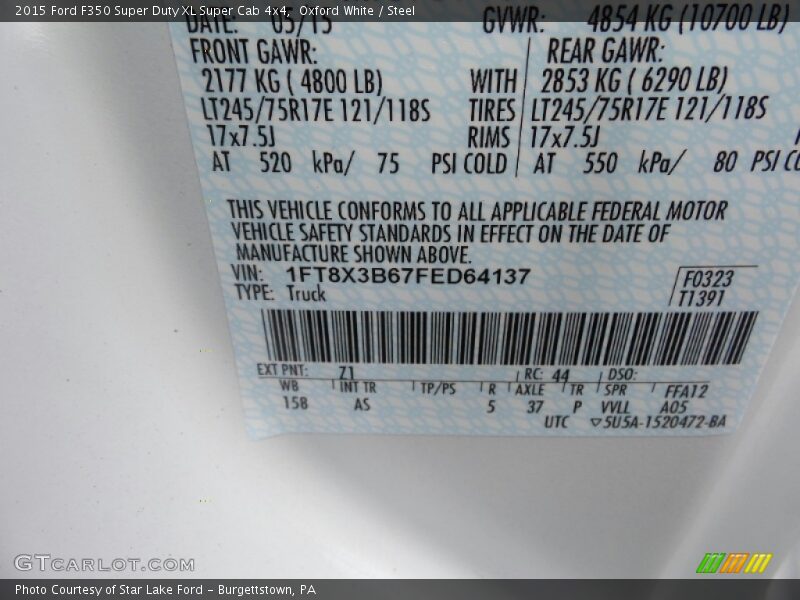 2015 Ford F350 Super Duty XL Super Cab 4x4, Oxford White / Steel
DATE: 05/15 GVWR: 4854 KG (10700 LB)
FRONT GAWR: REAR GAWR:
2177 KG ( 4800 LB) WITH 2853 KG ( 6290 LB)
LT245/75R17E 121/118S TIRES LT245/75R17E 121/118S
17x7.5J RIMS 17x7.5J
AT 520 kPa/ 75 PSI COLD AT 550 kPa/ 80 PSI
THIS VEHICLE CONFORMS TO ALL APPLICABLE FEDERAL MOTOR
VEHICLE SAFETY STANDARDS IN EFFECT ON THE DATE OF
MANUFACTURE SHOWN ABOVE.
VIN: 1FT8X3B67FED64137 F0323
TYPE: Truck T1391
EXT PNT: Z1 RC: 44 DSO:
WB INT TR TP/PS R AXLE TR SPR FFA12
158 AS 5 37 P VVLL A05
UTC ▽5U5A-1520472-BA
GTCARLOT.COM
Photo Courtesy of Star Lake Ford - Burgettstown, PA